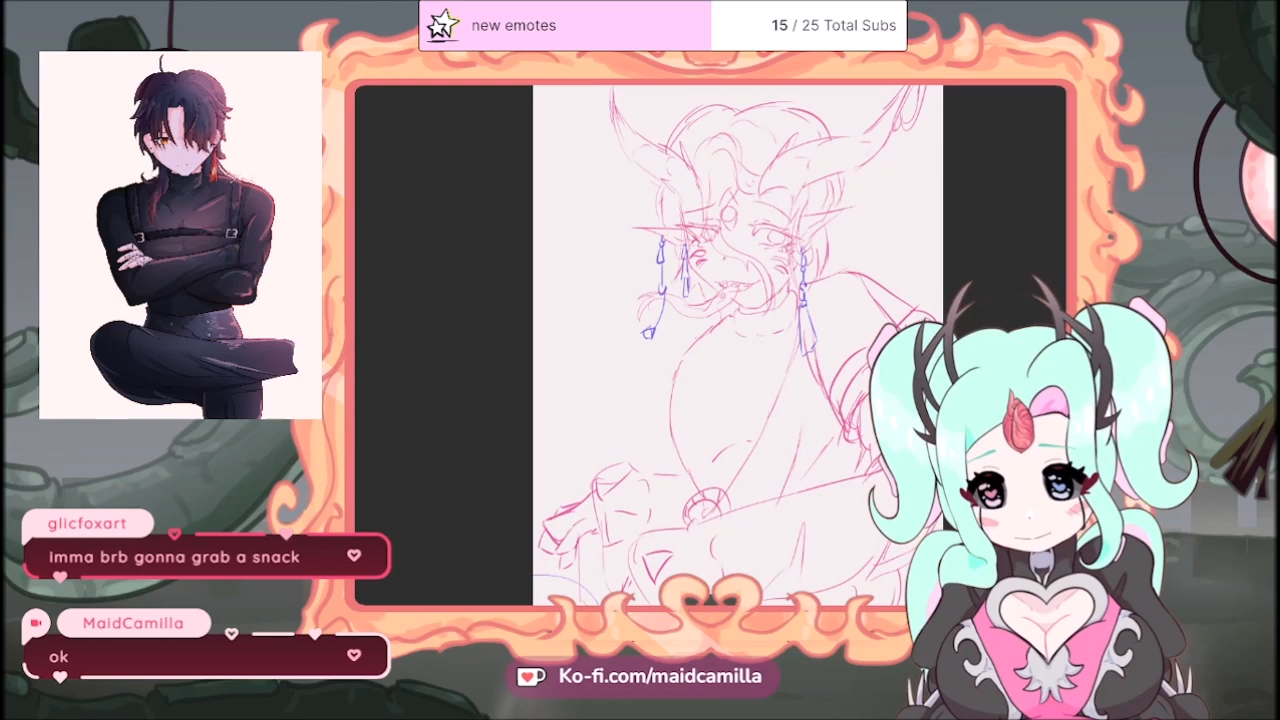 new emotes 15 / 25 Total Subs
glicfoxart
Imma brb gonna grab a snack
MaidCamilla
ok
Ko-fi.com/maidcamilla